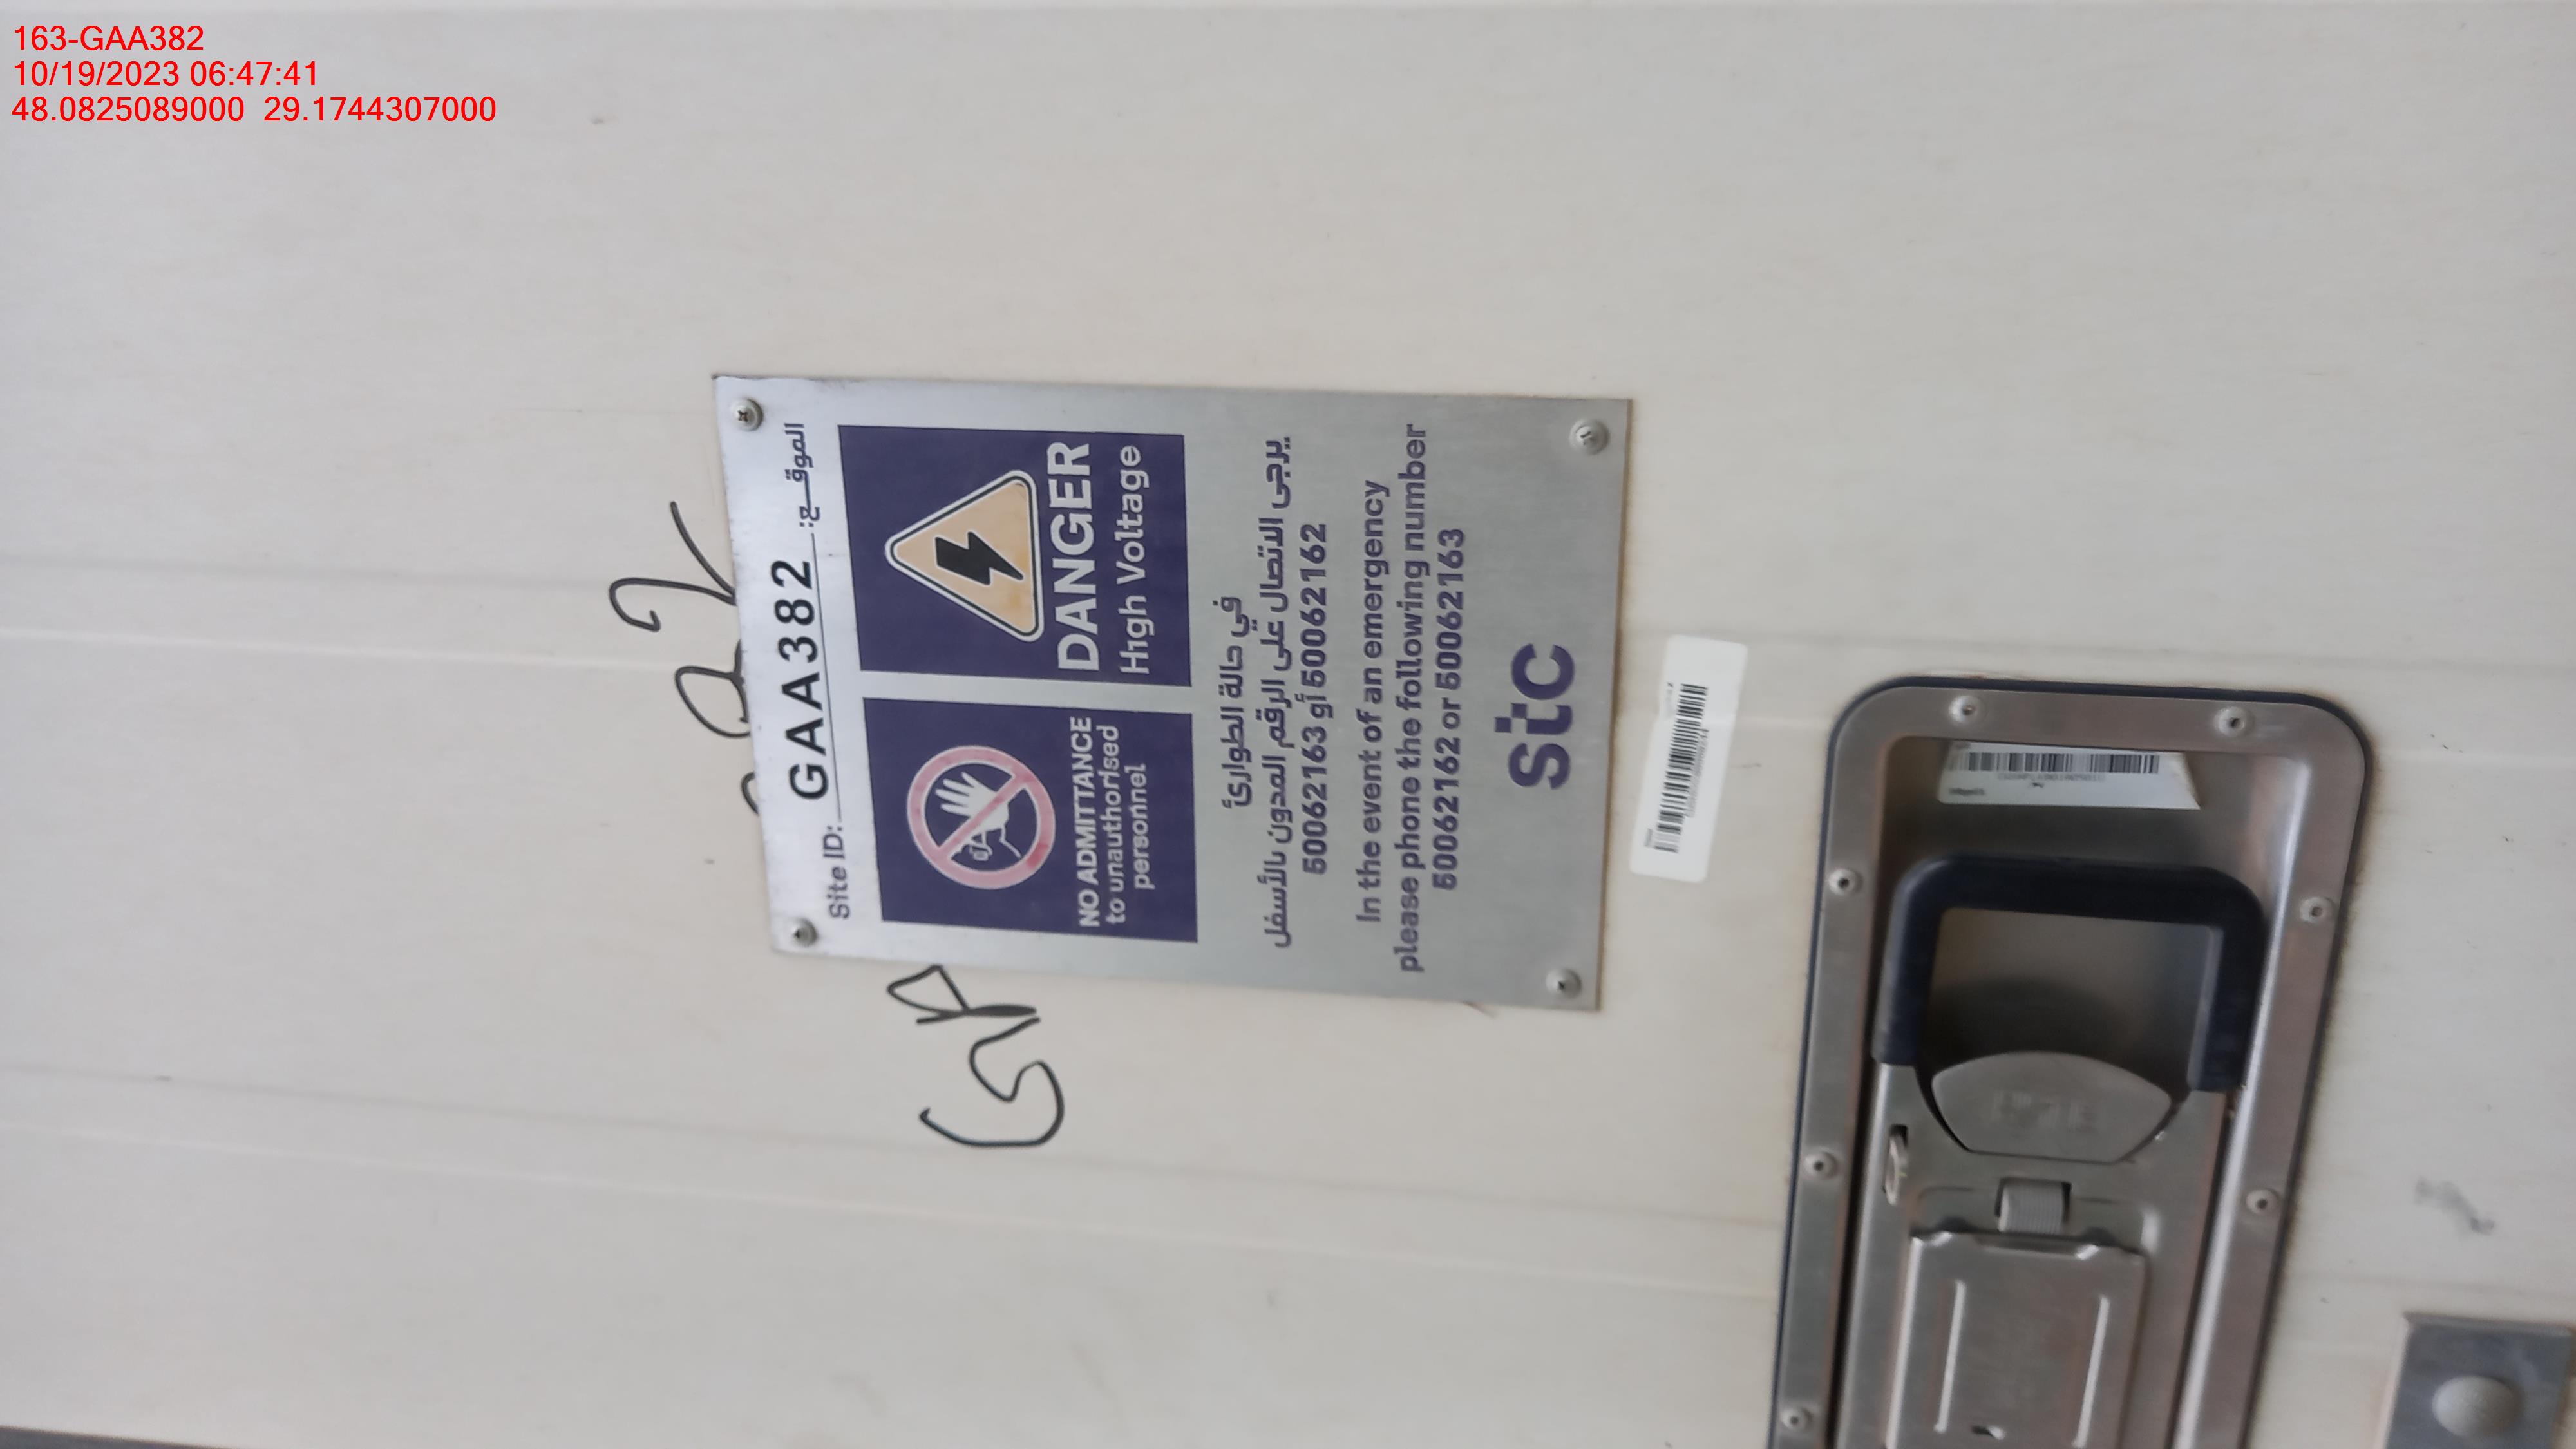 163-GAA382
10/19/2023 06:47:41
48.0825089000 29.1744307000
Site ID: GAA382 الموقع:
NO ADMITTANCE
to unauthorised
personnel
DANGER
High Voltage
في حالة الطوارئ
يرجى الاتصال على الرقم المدون بالأسفل
50062163 أو 50062162
In the event of an emergency
please phone the following number
50062162 or 50062163
stc